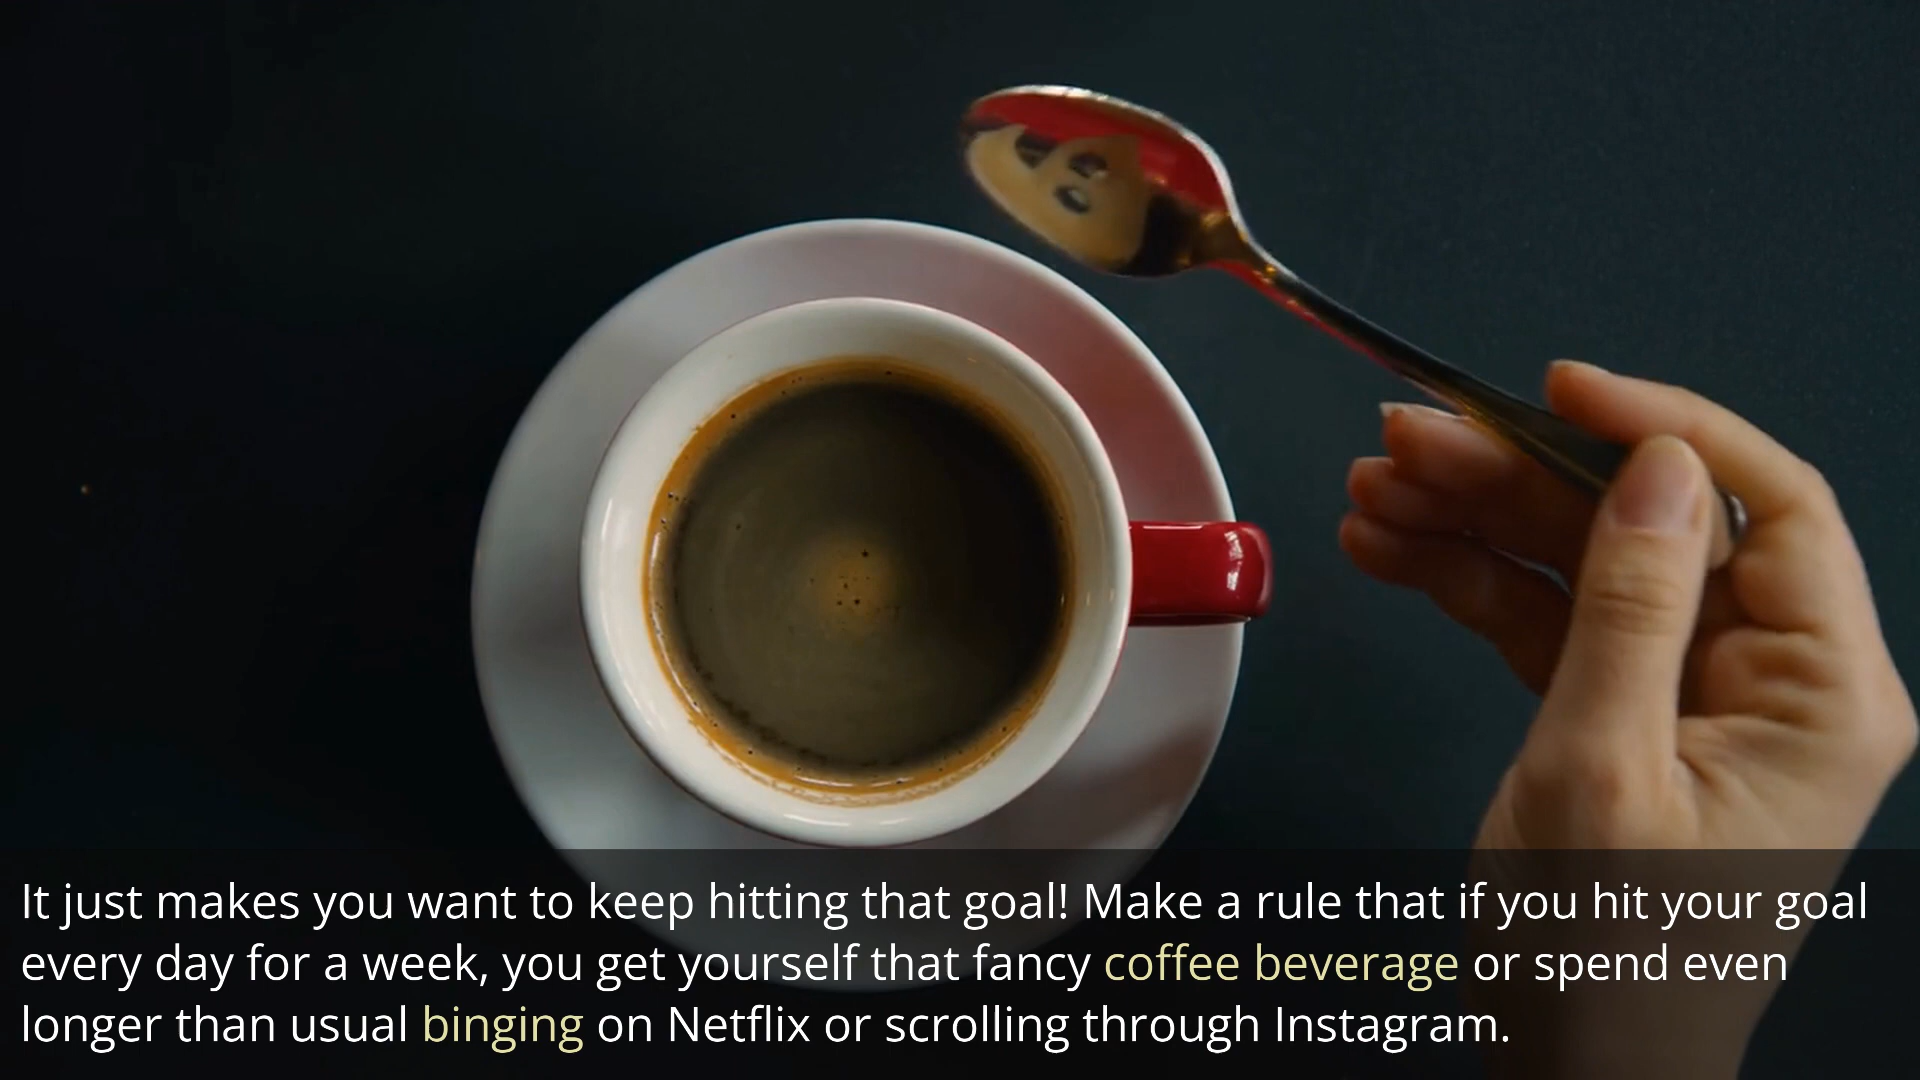 It just makes you want to keep hitting that goal! Make a rule that if you hit your goal
every day for a week, you get yourself that fancy coffee beverage or spend even
longer than usual binging on Netflix or scrolling through Instagram.